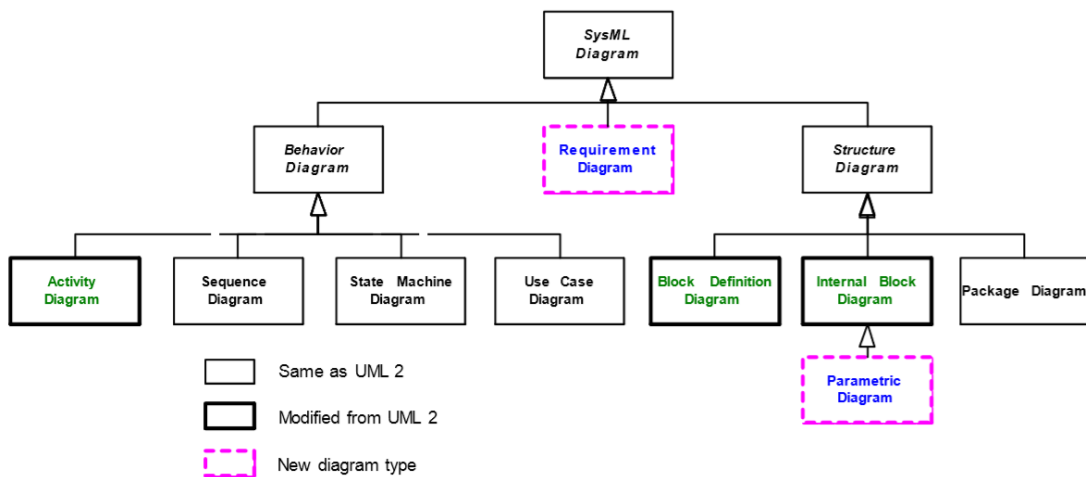 SysML
Diagram
Behavior
Diagram
Requirement
Diagram
Structure
Diagram
Activity
Diagram
Sequence
Diagram
State Machine
Diagram
Use Case
Diagram
Block Definition
Diagram
Internal Block
Diagram
Package Diagram
Parametric
Diagram
Same as UML 2
Modified from UML 2
New diagram type